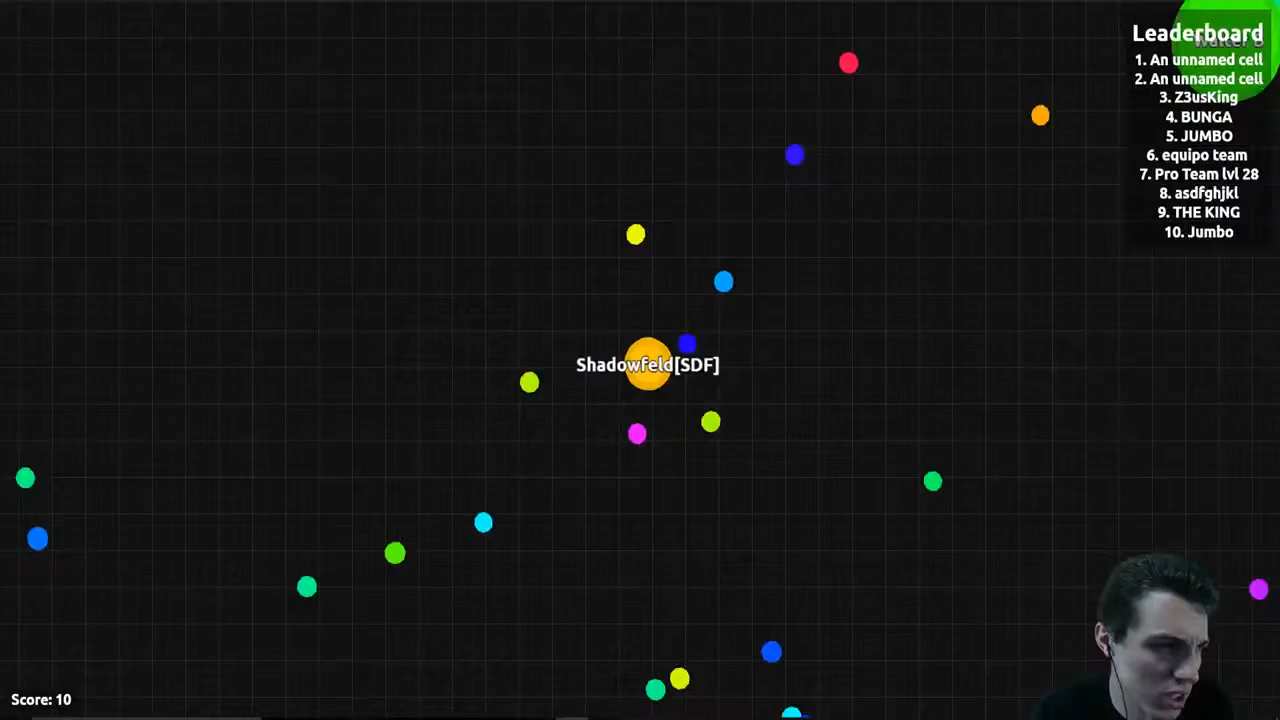 Leaderboard
Walter B
1. An unnamed cell
2. An unnamed cell
3. Z3usKing
4. BUNGA
5. JUMBO
6. equipo team
7. Pro Team lvl 28
8. asdfghjkl
9. THE KING
10. Jumbo
Shadowfeld[SDF]
Score: 10